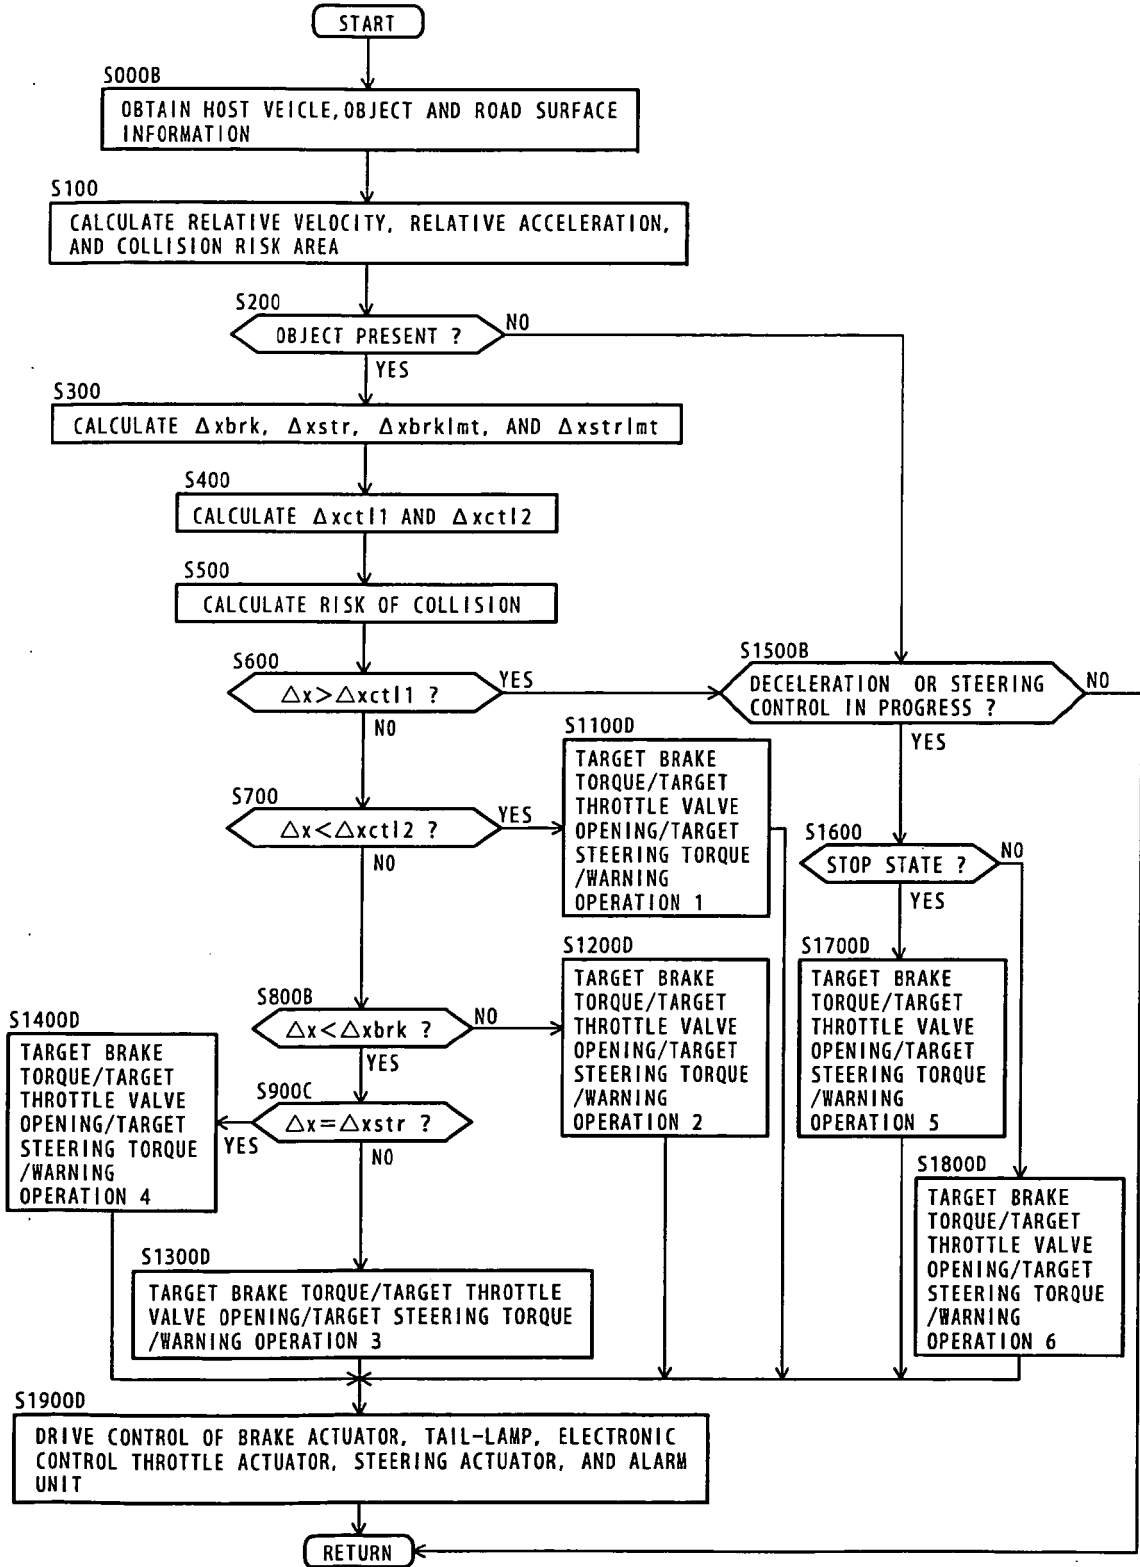 START
S000B
OBTAIN HOST VEICLE,OBJECT AND ROAD SURFACE
INFORMATION
S100
CALCULATE RELATIVE VELOCITY, RELATIVE ACCELERATION,
AND COLLISION RISK AREA
S200
OBJECT PRESENT ?
NO
YES
S300
CALCULATE Δxbrk, Δxstr, Δxbrklmt, AND Δxstrlmt
S400
CALCULATE Δxctl1 AND Δxctl2
S500
CALCULATE RISK OF COLLISION
S600
Δx>Δxctl1 ?
YES
NO
S1500B
DECELERATION OR STEERING
CONTROL IN PROGRESS ?
NO
YES
S700
Δx<Δxctl2 ?
YES
NO
S1100D
TARGET BRAKE
TORQUE/TARGET
THROTTLE VALVE
OPENING/TARGET
STEERING TORQUE
/WARNING
OPERATION 1
S1600
STOP STATE ?
NO
YES
S800B
Δx<Δxbrk ?
NO
YES
S1200D
TARGET BRAKE
TORQUE/TARGET
THROTTLE VALVE
OPENING/TARGET
STEERING TORQUE
/WARNING
OPERATION 2
S1700D
TARGET BRAKE
TORQUE/TARGET
THROTTLE VALVE
OPENING/TARGET
STEERING TORQUE
/WARNING
OPERATION 5
S900C
Δx=Δxstr ?
YES
NO
S1400D
TARGET BRAKE
TORQUE/TARGET
THROTTLE VALVE
OPENING/TARGET
STEERING TORQUE
/WARNING
OPERATION 4
S1800D
TARGET BRAKE
TORQUE/TARGET
THROTTLE VALVE
OPENING/TARGET
STEERING TORQUE
/WARNING
OPERATION 6
S1300D
TARGET BRAKE TORQUE/TARGET THROTTLE
VALVE OPENING/TARGET STEERING TORQUE
/WARNING OPERATION 3
S1900D
DRIVE CONTROL OF BRAKE ACTUATOR, TAIL-LAMP, ELECTRONIC
CONTROL THROTTLE ACTUATOR, STEERING ACTUATOR, AND ALARM
UNIT
RETURN